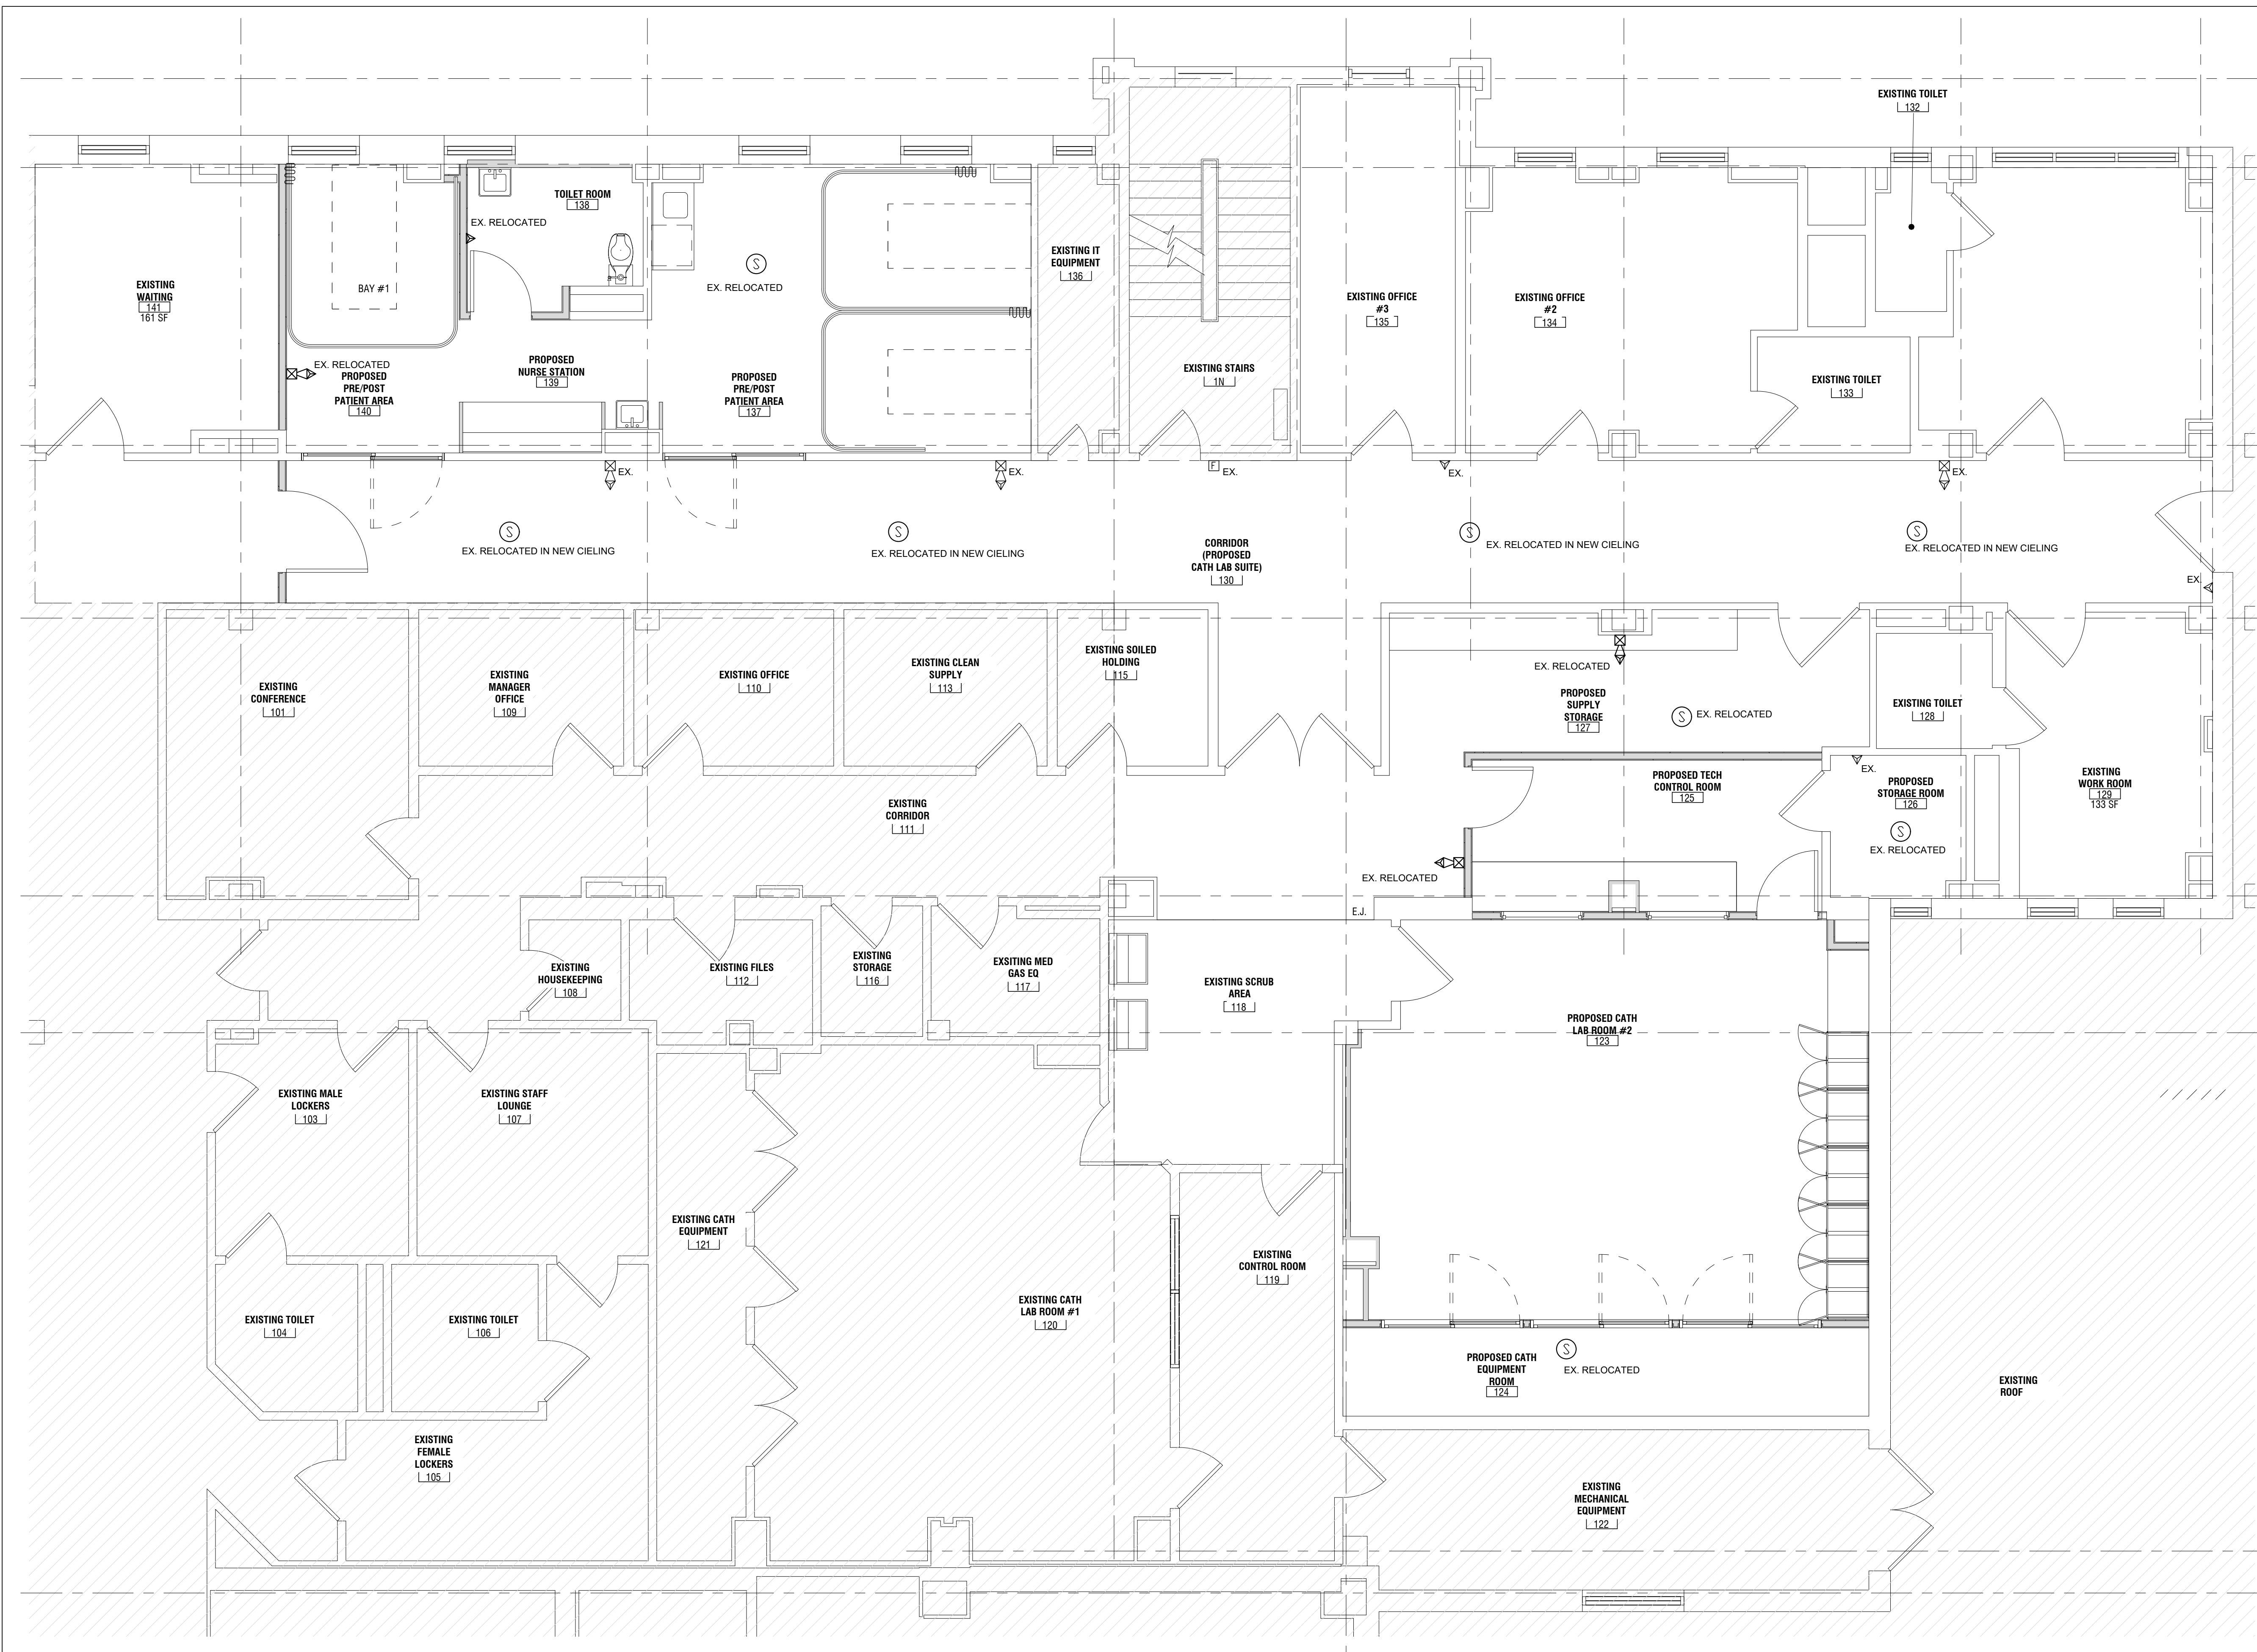 EXISTING TOILET
132
TOILET ROOM
138
EX. RELOCATED
S
EX. RELOCATED
EXISTING IT
EQUIPMENT
136
EXISTING
WAITING
141
161 SF
BAY #1
EXISTING OFFICE
#3
135
EXISTING OFFICE
#2
134
EX. RELOCATED
PROPOSED
PRE/POST
PATIENT AREA
140
PROPOSED
NURSE STATION
139
PROPOSED
PRE/POST
PATIENT AREA
137
EXISTING STAIRS
1N
EXISTING TOILET
133
EX.
EX.
F
EX.
EX.
EX.
S
EX. RELOCATED IN NEW CIELING
S
EX. RELOCATED IN NEW CIELING
CORRIDOR
(PROPOSED
CATH LAB SUITE)
130
S
EX. RELOCATED IN NEW CIELING
S
EX. RELOCATED IN NEW CIELING
EX.
EXISTING
CONFERENCE
101
EXISTING
MANAGER
OFFICE
109
EXISTING OFFICE
110
EXISTING CLEAN
SUPPLY
113
EXISTING SOILED
HOLDING
115
EX. RELOCATED
PROPOSED
SUPPLY
STORAGE
127
S
EX. RELOCATED
EXISTING TOILET
128
EXISTING
CORRIDOR
111
PROPOSED TECH
CONTROL ROOM
125
EX.
PROPOSED
STORAGE ROOM
126
S
EX. RELOCATED
EXISTING
WORK ROOM
129
133 SF
EX. RELOCATED
E.J.
EXISTING
HOUSEKEEPING
108
EXISTING FILES
112
EXISTING
STORAGE
116
EXSITING MED
GAS EQ
117
EXISTING SCRUB
AREA
118
PROPOSED CATH
LAB ROOM #2
123
EXISTING MALE
LOCKERS
103
EXISTING STAFF
LOUNGE
107
EXISTING CATH
EQUIPMENT
121
EXISTING
CONTROL ROOM
119
EXISTING TOILET
104
EXISTING TOILET
106
EXISTING CATH
LAB ROOM #1
120
PROPOSED CATH
EQUIPMENT
ROOM
124
S
EX. RELOCATED
EXISTING
ROOF
EXISTING
FEMALE
LOCKERS
105
EXISTING
MECHANICAL
EQUIPMENT
122